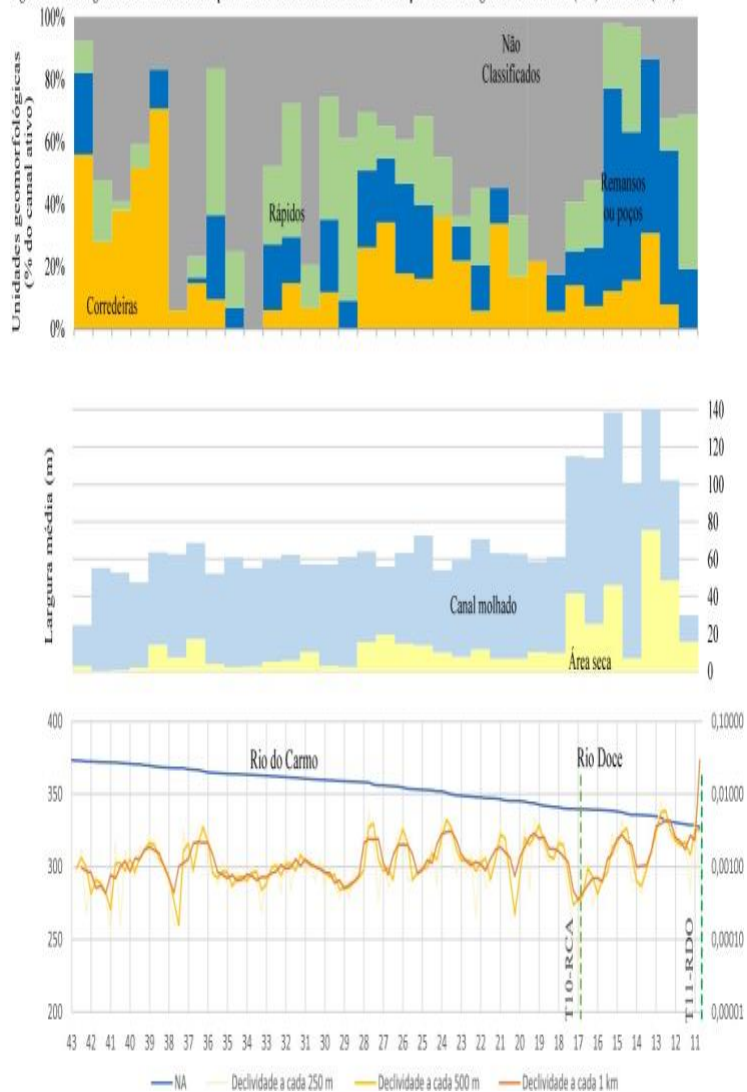 100%
80%
60%
40%
20%
0%
Unidades geomorfológicas
(% do canal ativo)
Não
Classificados
Rápidos
Remansos
ou poços
Corredeiras
Largura média (m)
140
120
100
80
60
40
20
0
Canal molhado
Área seca
400
350
300
250
200
0,10000
0,01000
0,00100
0,00010
0,00001
Rio do Carmo
Rio Doce
T10-RCA
T11-RDO
43 42 41 40 39 38 37 36 35 34 33 32 31 30 29 28 27 26 25 24 23 22 21 20 19 18 17 16 15 14 13 12 11
NA Declividade a cada 250 m Declividade a cada 500 m Declividade a cada 1 km